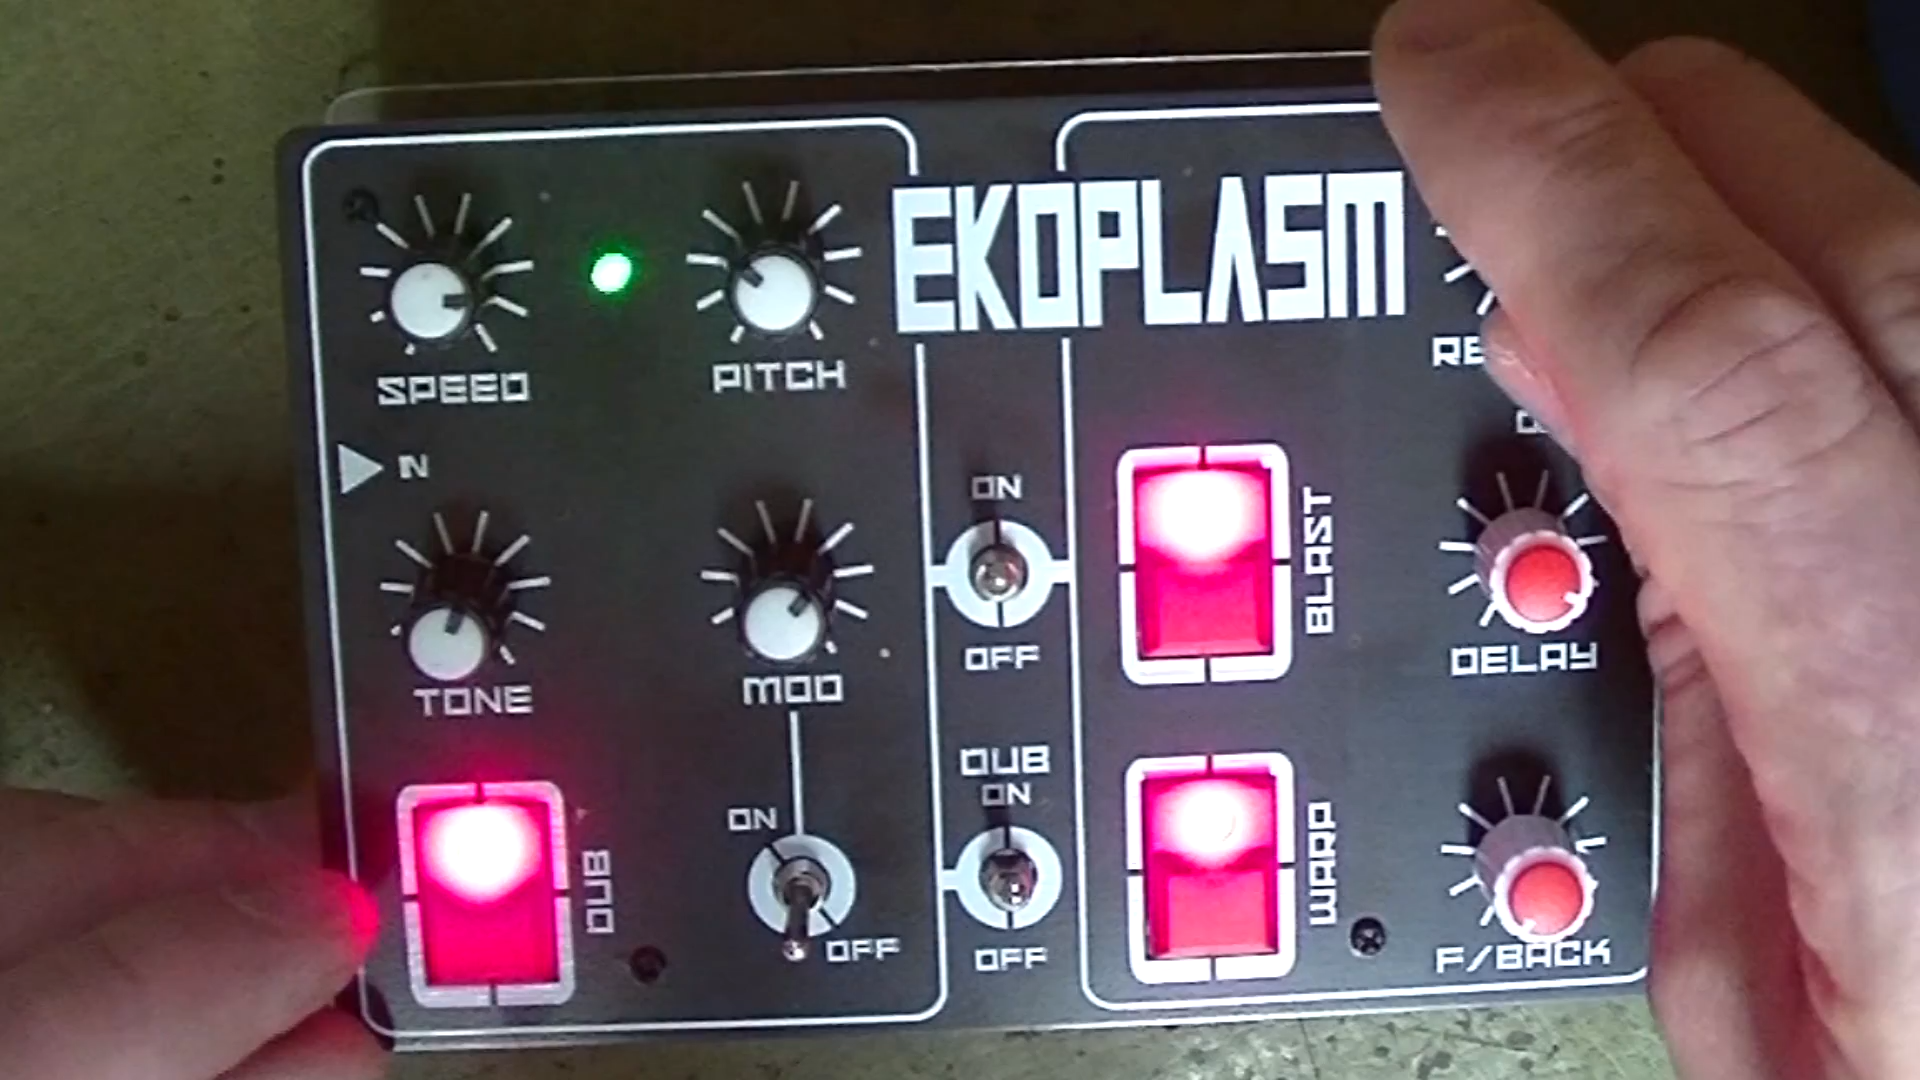 EKOPLASM
SPEED
PITCH
IN
TONE
MOD
ON
OFF
DUB
ON
OFF
DUB
ON
OFF
BLAST
WARP
DELAY
F/BACK